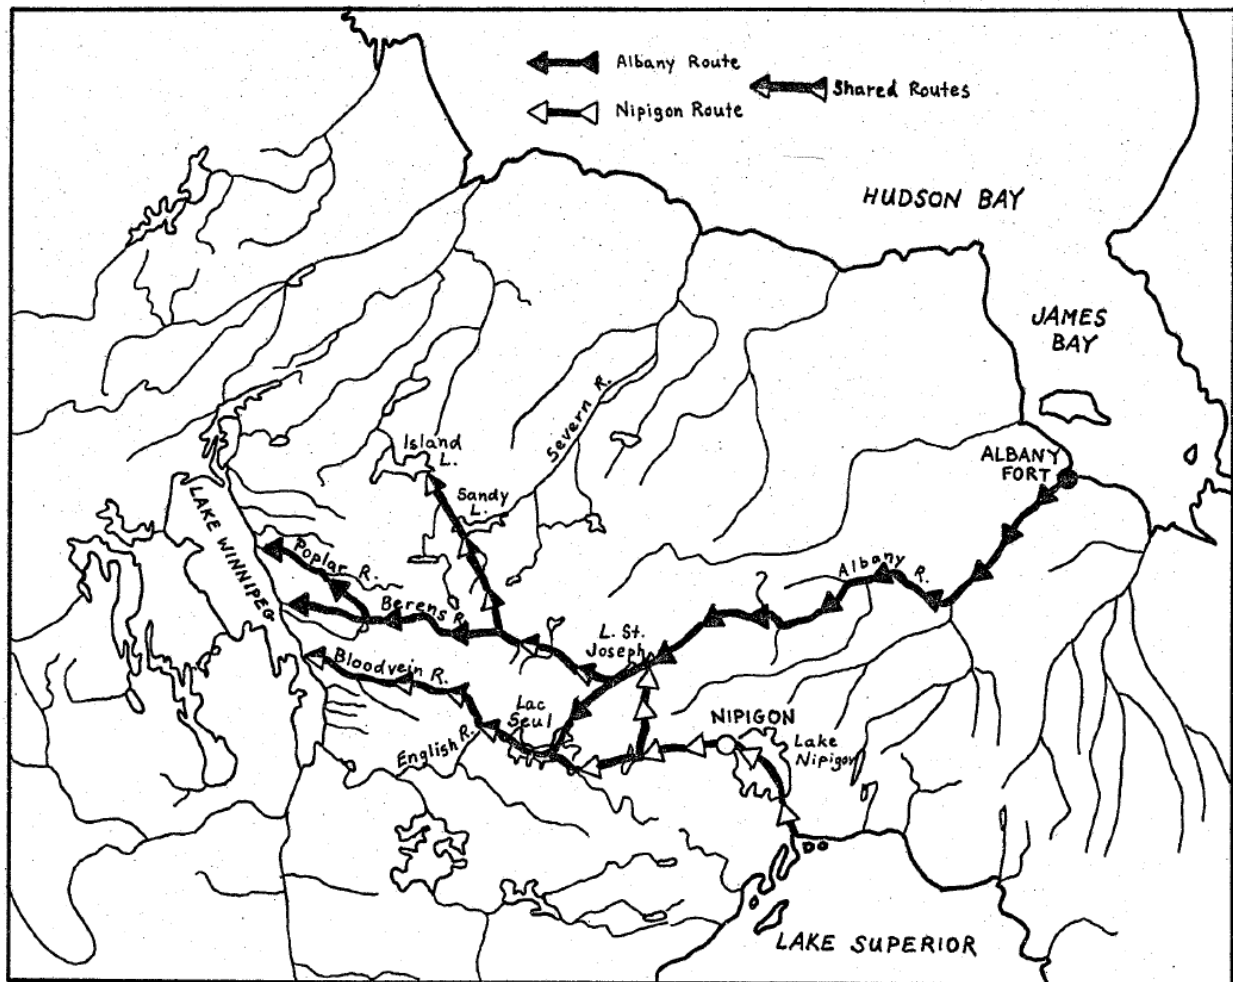 Albany Route
Shared Routes
Nipigon Route
HUDSON BAY
JAMES
BAY
Severn R.
Island
L.
ALBANY
FORT
Sandy
L.
LAKE WINNIPEG
Poplar R.
Albany R.
Berens R.
L. St.
Joseph
Bloodvein R.
Lac
Seul
NIPIGON
English R.
Lake
Nipigon
LAKE SUPERIOR